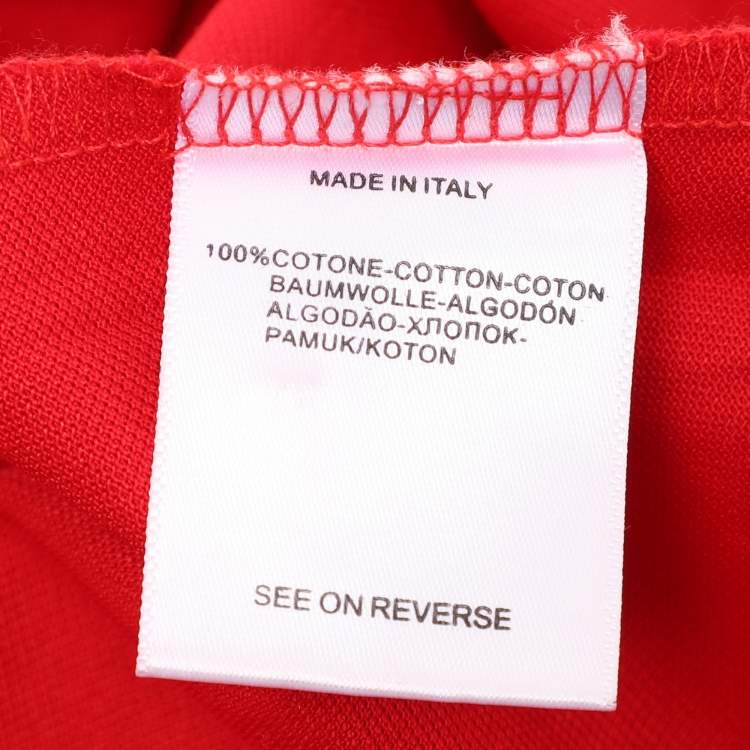 MADE IN ITALY
100%COTONE-COTTON-COTON
BAUMWOLLE-ALGODÓN
ALGODÃO-ХЛОПОК-
PAMUK/KOTON
SEE ON REVERSE